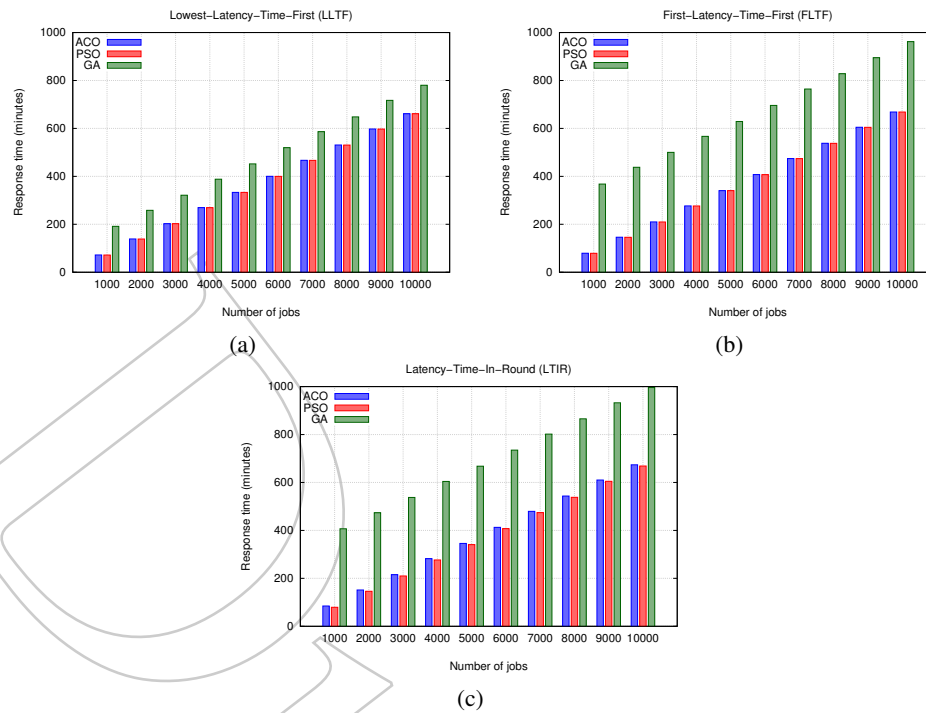 Lowest-Latency-Time-First (LLTF)
1000
800
600
400
200
0
Response time (minutes)
ACO
PSO
GA
1000 2000 3000 4000 5000 6000 7000 8000 9000 10000
Number of jobs
(a)
First-Latency-Time-First (FLTF)
1000
800
600
400
200
0
Response time (minutes)
ACO
PSO
GA
1000 2000 3000 4000 5000 6000 7000 8000 9000 10000
Number of jobs
(b)
Latency-Time-In-Round (LTIR)
1000
800
600
400
200
0
Response time (minutes)
ACO
PSO
GA
1000 2000 3000 4000 5000 6000 7000 8000 9000 10000
Number of jobs
(c)